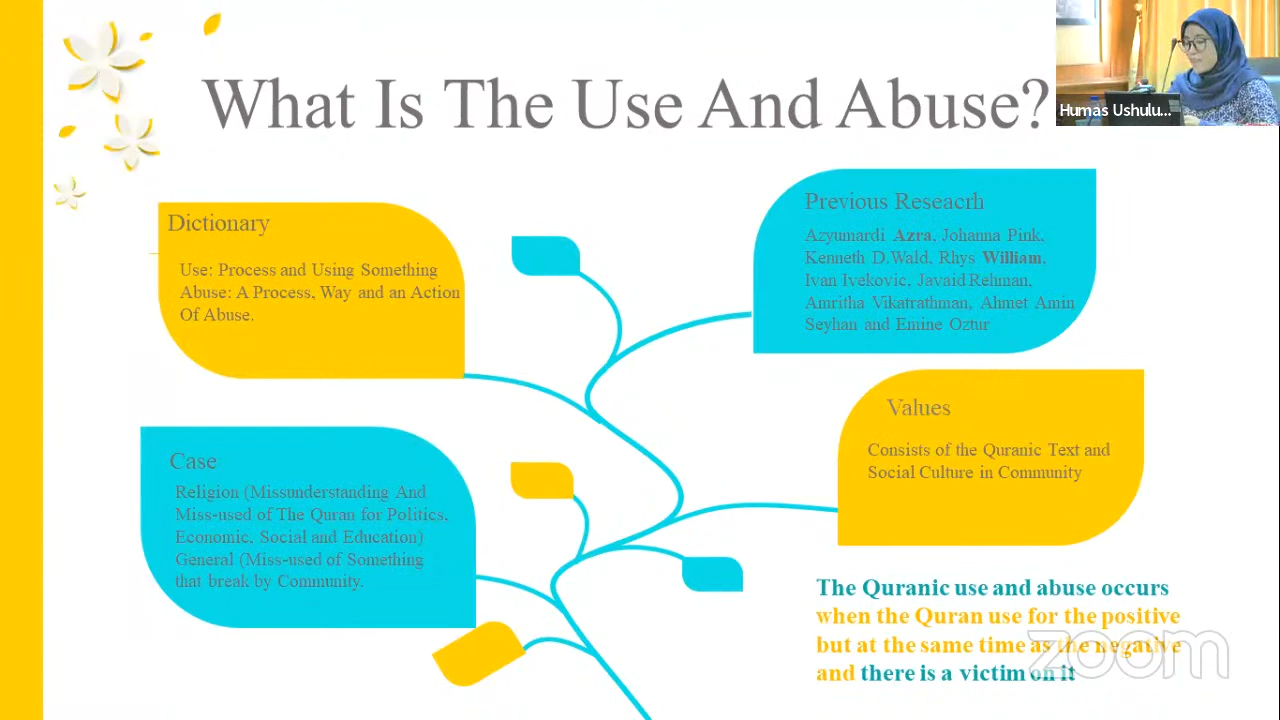 What Is The Use And Abuse?
Humas Ushulu...
Dictionary
Use: Process and Using Something
Abuse: A Process, Way and an Action
Of Abuse.
Previous Reseacrh
Azyumardi Azra, Johanna Pink,
Kenneth D.Wald, Rhys William,
Ivan Ivekovic, Javaid Rehman,
Amritha Vikatrathman, Ahmet Amin
Seyhan and Emine Oztur
Case
Religion (Missunderstanding And
Miss-used of The Quran for Politics,
Economic, Social and Education)
General (Miss-used of Something
that break by Community.
Values
Consists of the Quranic Text and
Social Culture in Community
The Quranic use and abuse occurs
when the Quran use for the positive
but at the same time as the negative
and there is a victim on it
zoom